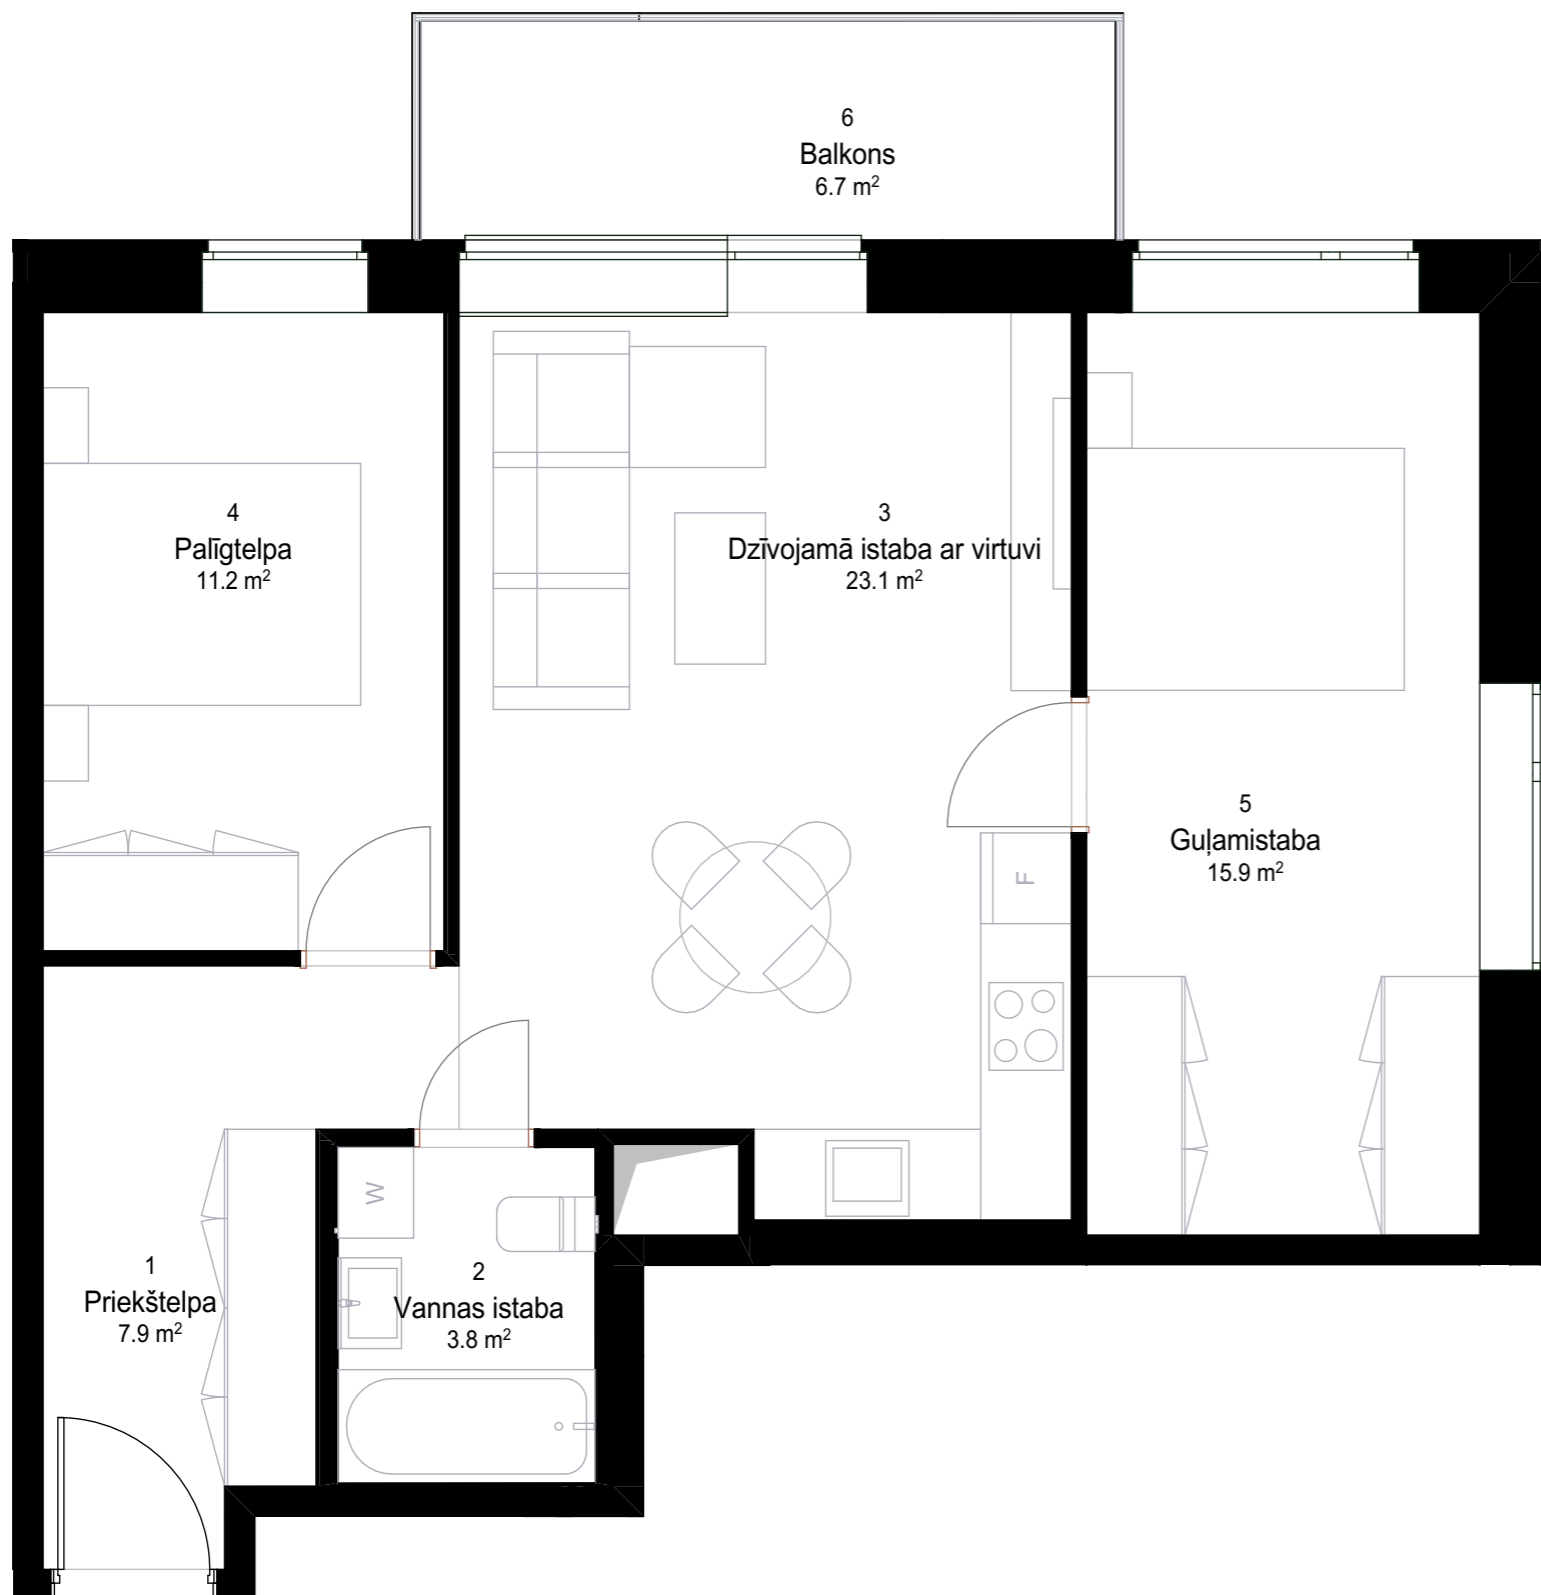 6
Balkons
6.7 m²
4
Palīgtelpa
11.2 m²
3
Dzīvojamā istaba ar virtuvi
23.1 m²
5
Guļamistaba
15.9 m²
F
W
1
Priekštelpa
7.9 m²
2
Vannas istaba
3.8 m²